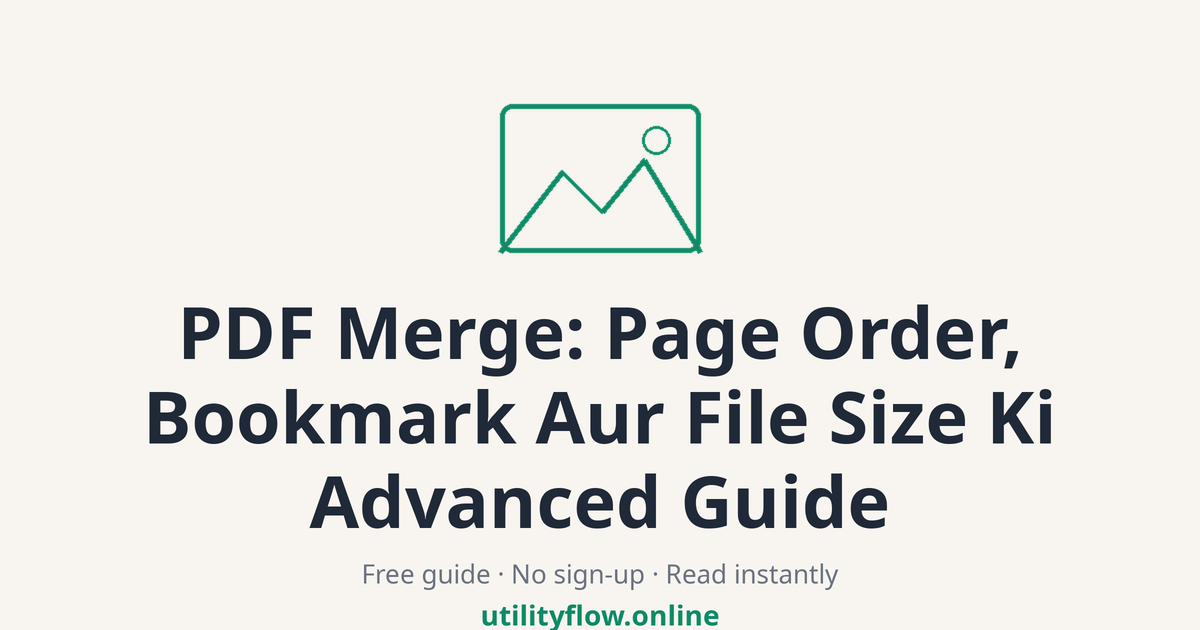 PDF Merge: Page Order,
Bookmark Aur File Size Ki
Advanced Guide
Free guide · No sign-up · Read instantly
utilityflow.online